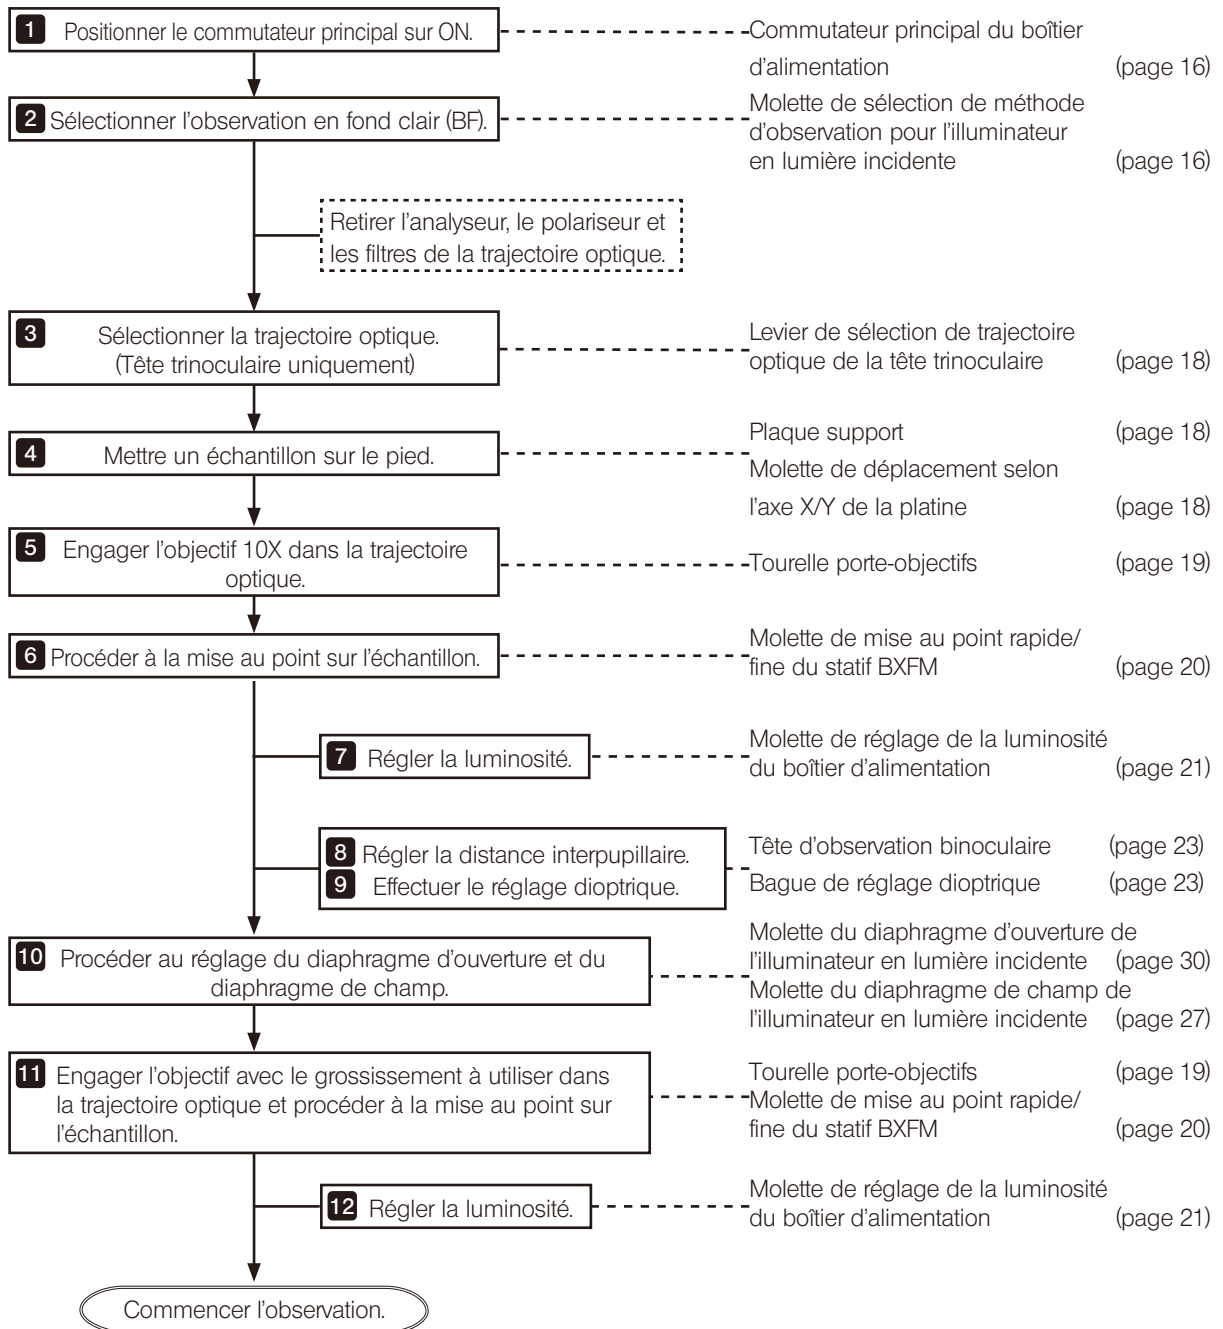 1 Positionner le commutateur principal sur ON.
Commutateur principal du boîtier
d'alimentation (page 16)
2 Sélectionner l'observation en fond clair (BF).
Molette de sélection de méthode
d'observation pour l'illuminateur
en lumière incidente (page 16)
Retirer l'analyseur, le polariseur et
les filtres de la trajectoire optique.
3 Sélectionner la trajectoire optique.
(Tête trinoculaire uniquement)
Levier de sélection de trajectoire
optique de la tête trinoculaire (page 18)
4 Mettre un échantillon sur le pied.
Plaque support (page 18)
Molette de déplacement selon
l'axe X/Y de la platine (page 18)
5 Engager l'objectif 10X dans la trajectoire
optique.
Tourelle porte-objectifs (page 19)
6 Procéder à la mise au point sur l'échantillon.
Molette de mise au point rapide/
fine du statif BXFM (page 20)
7 Régler la luminosité.
Molette de réglage de la luminosité
du boîtier d'alimentation (page 21)
8 Régler la distance interpupillaire.
9 Effectuer le réglage dioptrique.
Tête d'observation binoculaire (page 23)
Bague de réglage dioptrique (page 23)
10 Procéder au réglage du diaphragme d'ouverture et du
diaphragme de champ.
Molette du diaphragme d'ouverture de
l'illuminateur en lumière incidente (page 30)
Molette du diaphragme de champ de
l'illuminateur en lumière incidente (page 27)
11 Engager l'objectif avec le grossissement à utiliser dans
la trajectoire optique et procéder à la mise au point sur
l'échantillon.
Tourelle porte-objectifs (page 19)
Molette de mise au point rapide/
fine du statif BXFM (page 20)
12 Régler la luminosité.
Molette de réglage de la luminosité
du boîtier d'alimentation (page 21)
Commencer l'observation.